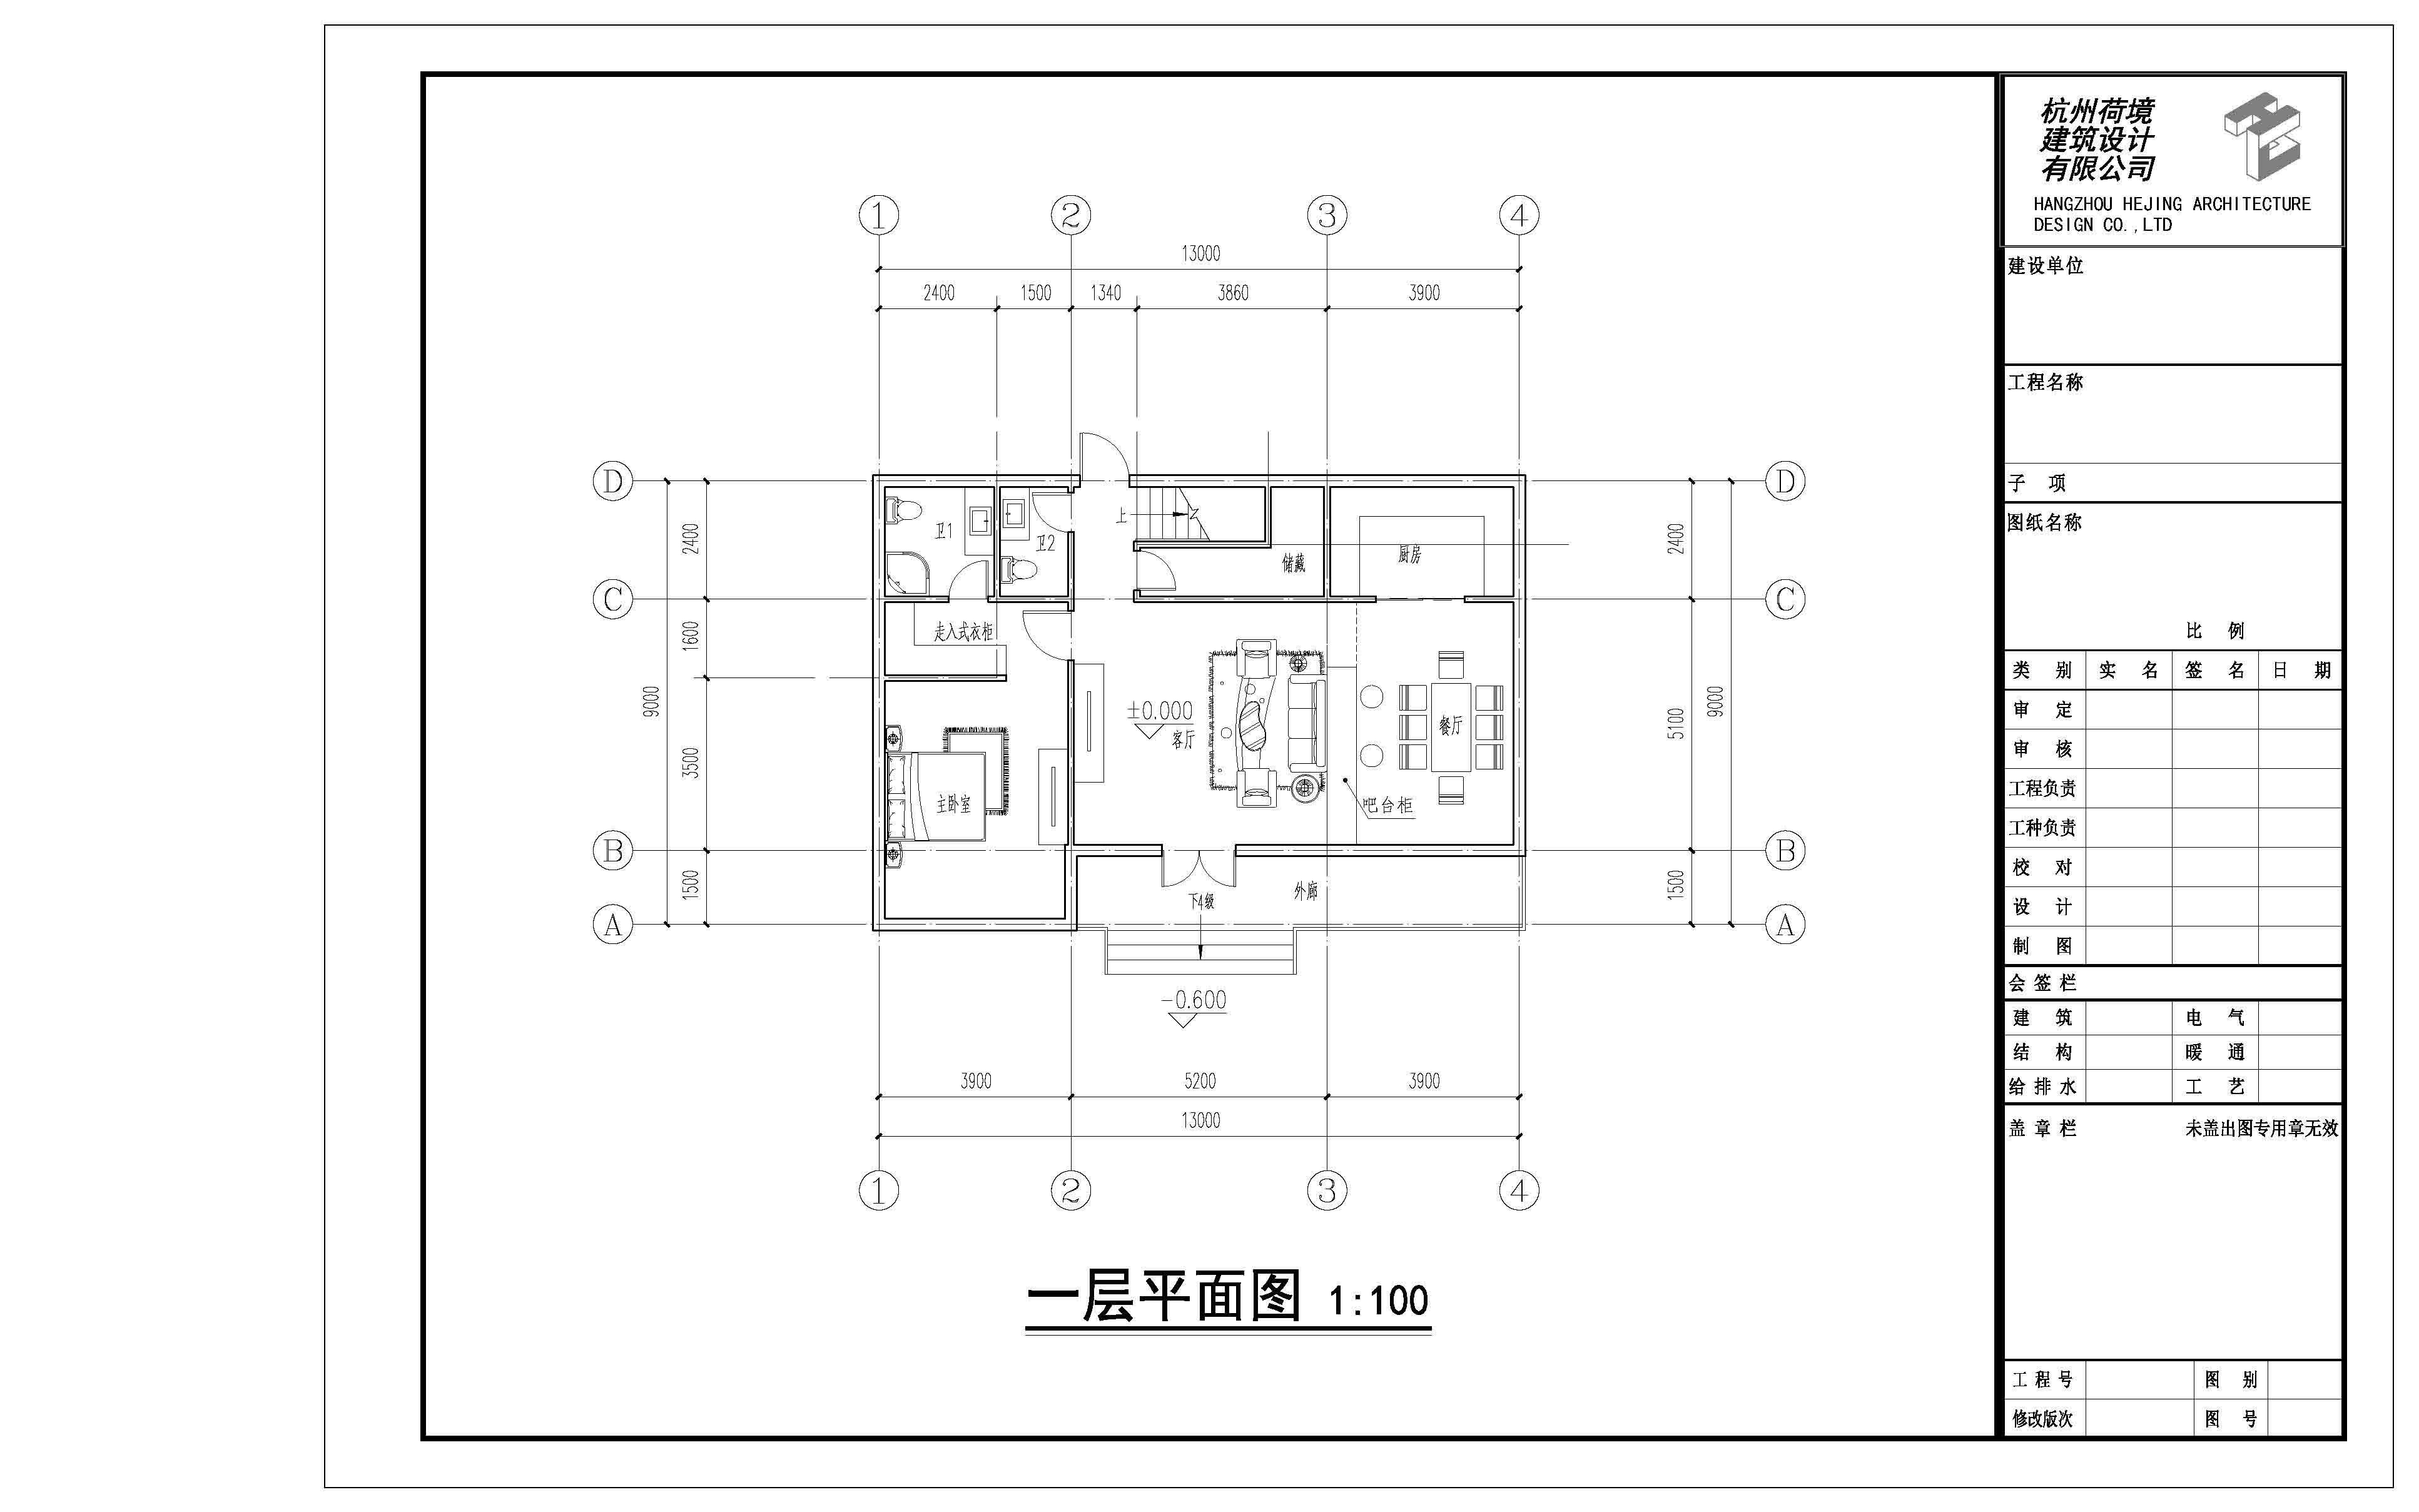 杭州荷境
建筑设计
有限公司
HANGZHOU HEJING ARCHITECTURE
DESIGN CO.,LTD
建设单位
工程名称
子 项
图纸名称
比 例
类 别 实 名 签 名 日 期
审 定
审 核
工程负责
工种负责
校 对
设 计
制 图
会 签 栏
建 筑 电 气
结 构 暖 通
给 排 水 工 艺
盖 章 栏 未盖出图专用章无效
工 程 号 图 别
修改版次 图 号
1 2 3 4
13000
2400 1500 1340 3860 3900
D D
C C
B B
A A
9000
2400
1600
3500
1500
2400
5100
1500
9000
卫1
卫2
上
储藏
厨房
走入式衣柜
±0.000
客厅
餐厅
主卧室
吧台柜
外廊
下4级
-0.600
3900 5200 3900
13000
1 2 3 4
一层平面图 1:100